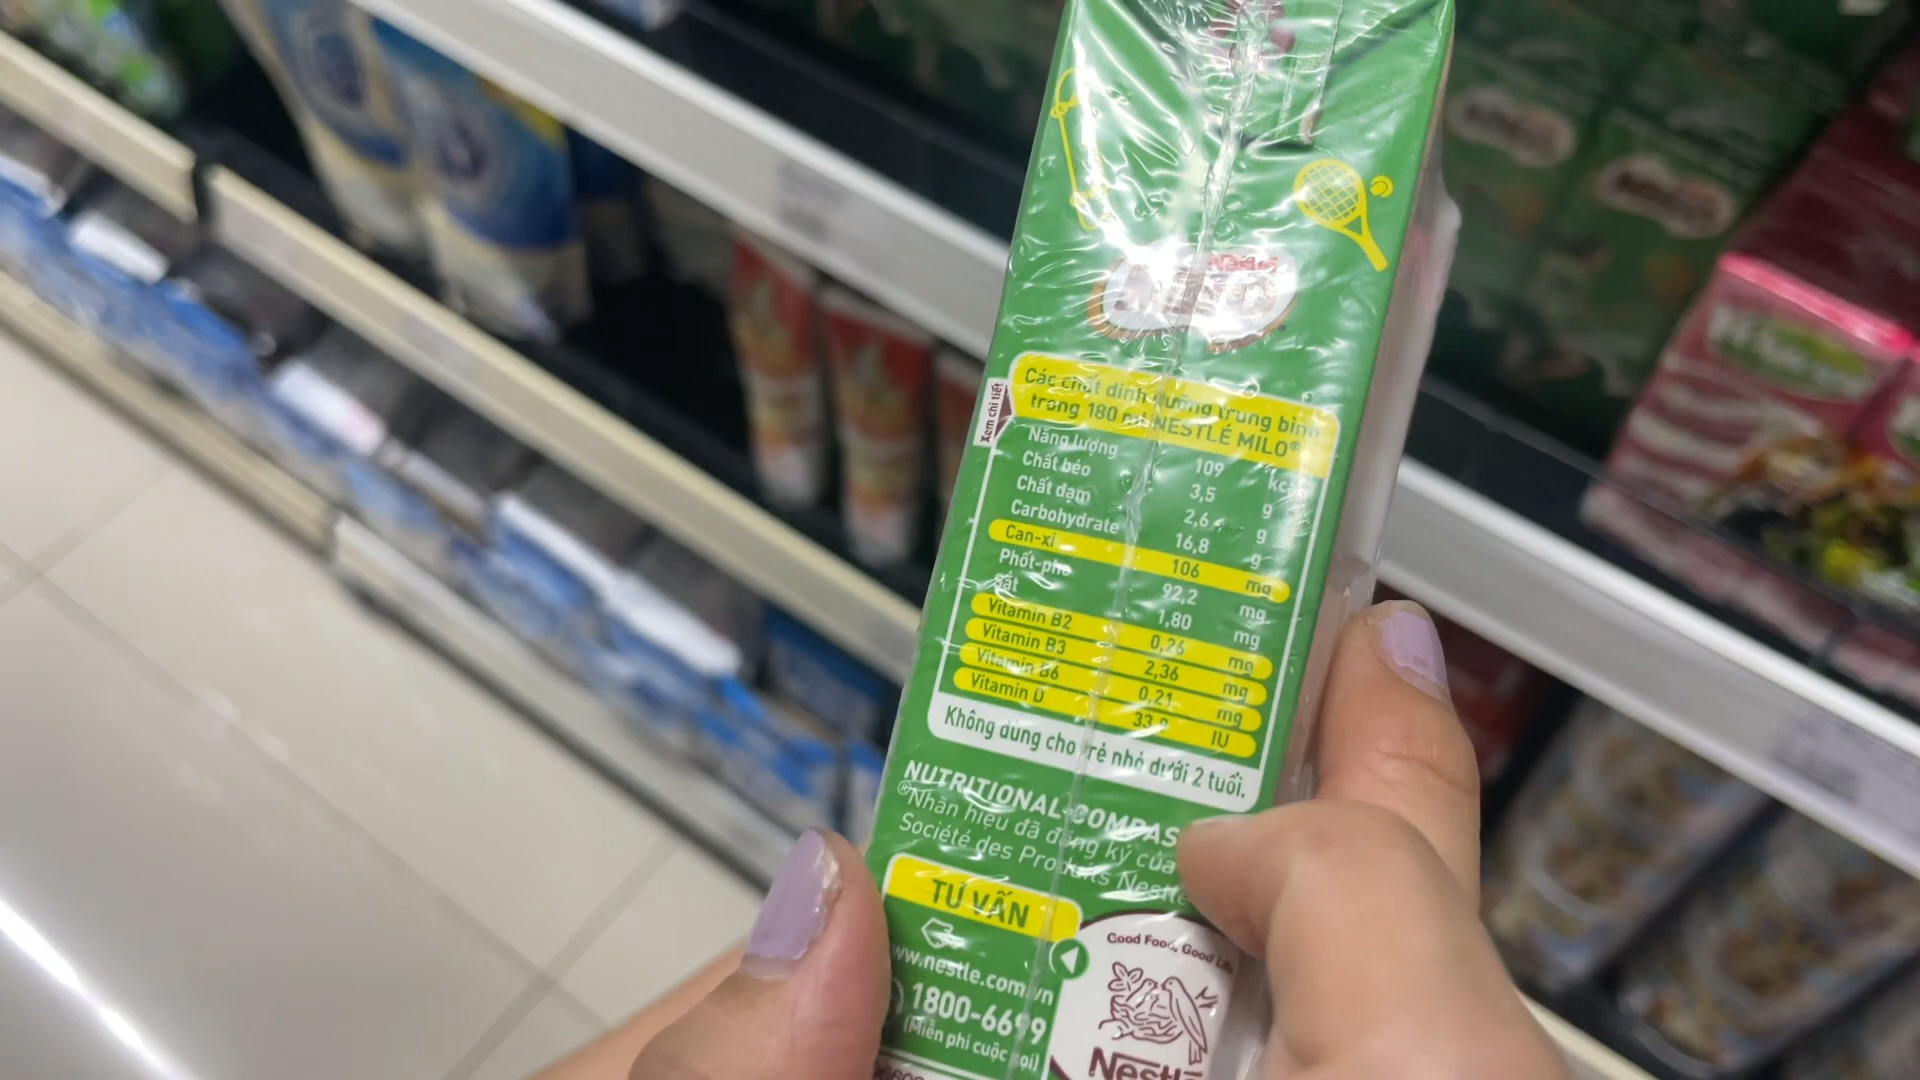 Nestlé
MILO
Xem chi tiết
Các chất dinh dưỡng trung bình
trong 180 ml NESTLÉ MILO®
Năng lượng 109 kcal
Chất béo 3,5 g
Chất đạm 2,6 g
Carbohydrate 16,8 g
Can-xi 106 mg
Phốt-pho 92,2 mg
Sắt 1,80 mg
Vitamin B2 0,26 mg
Vitamin B3 2,36 mg
Vitamin B6 0,21 mg
Vitamin D IU
Không dùng cho trẻ nhỏ dưới 2 tuổi.
NUTRITIONAL COMPAS
®Nhãn hiệu đã đăng ký của
Société des Produits Nestlé
TƯ VẤN
www.nestle.com.vn
1800-6699
(Miễn phí cuộc gọi)
Good Food, Good Life
Nestlé
MILO
MILO